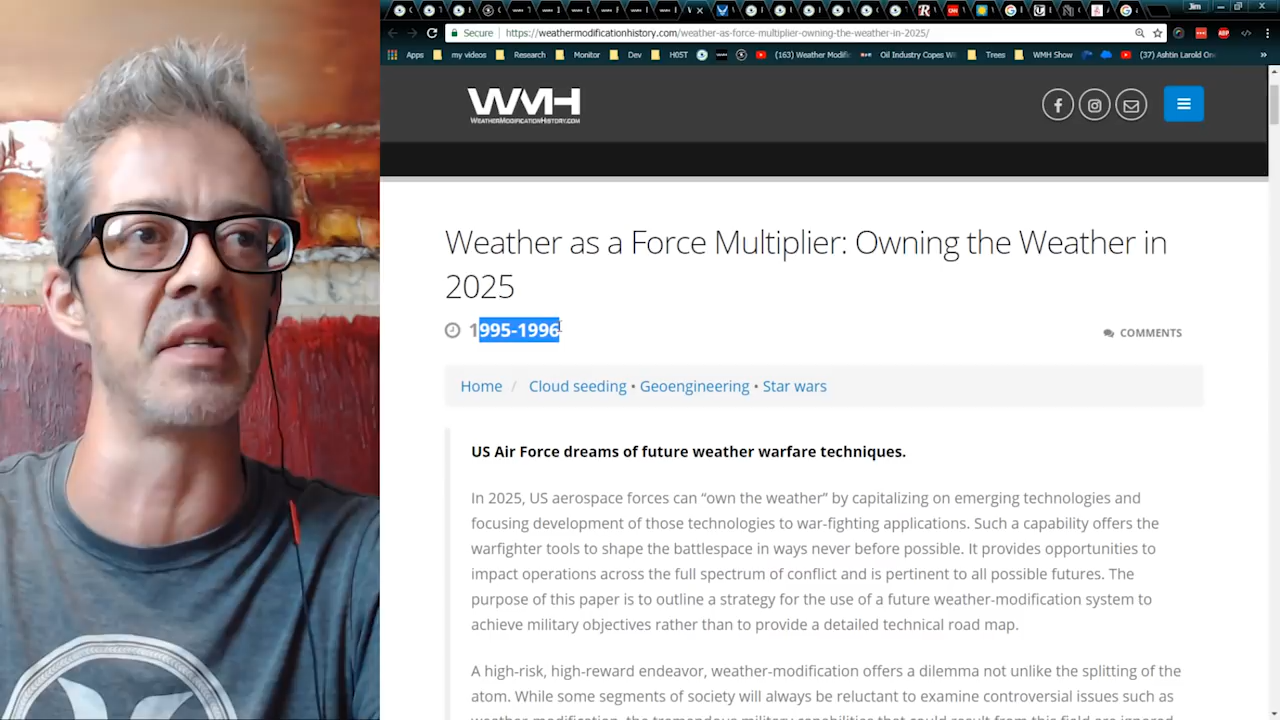 Jim
Secure
https://weathermodificationhistory.com/weather-as-force-multiplier-owning-the-weather-in-2025/
Apps my videos Research Monitor Dev H05T (163) Weather Modific Oil Industry Copes W Trees WMH Show (37) Ashtin Larold On
WMH
WEATHERMODIFICATIONHISTORY.COM
Weather as a Force Multiplier: Owning the Weather in
2025
1995-1996
COMMENTS
Home / Cloud seeding • Geoengineering • Star wars
US Air Force dreams of future weather warfare techniques.
In 2025, US aerospace forces can “own the weather” by capitalizing on emerging technologies and
focusing development of those technologies to war-fighting applications. Such a capability offers the
warfighter tools to shape the battlespace in ways never before possible. It provides opportunities to
impact operations across the full spectrum of conflict and is pertinent to all possible futures. The
purpose of this paper is to outline a strategy for the use of a future weather-modification system to
achieve military objectives rather than to provide a detailed technical road map.
A high-risk, high-reward endeavor, weather-modification offers a dilemma not unlike the splitting of the
atom. While some segments of society will always be reluctant to examine controversial issues such as